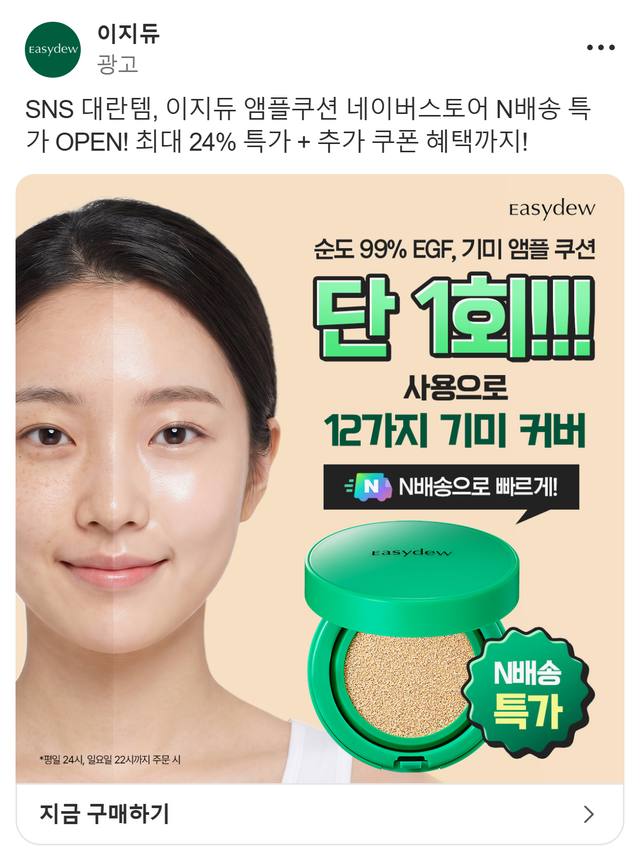 Easydew
이지듀
광고
SNS 대란템, 이지듀 앰플쿠션 네이버스토어 N배송 특
가 OPEN! 최대 24% 특가 + 추가 쿠폰 혜택까지!
Easydew
순도 99% EGF, 기미 앰플 쿠션
단 1회!!!
사용으로
12가지 기미 커버
N N배송으로 빠르게!
Easydew
N배송
특가
*평일 24시, 일요일 22시까지 주문 시
지금 구매하기